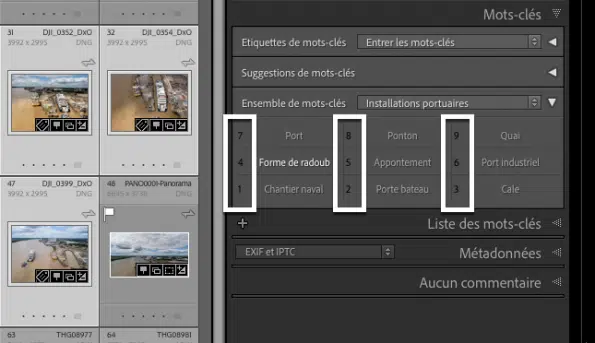 Mots-clés
31 DJI_0352_DxO
3992 x 2995 DNG
32 DJI_0354_DxO
3992 x 2995 DNG
Etiquettes de mots-clés Entrer les mots-clés
Suggestions de mots-clés
Ensemble de mots-clés Installations portuaires
7 Port 8 Ponton 9 Quai
4 Forme de radoub 5 Appontement 6 Port industriel
1 Chantier naval 2 Porte bateau 3 Cale
47 DJI_0399_DxO
3992 x 2995 DNG
48 PANO0001-Panorama
DNG
Liste des mots-clés
EXIF et IPTC Métadonnées
Aucun commentaire
63 THG08977
64 THG08981